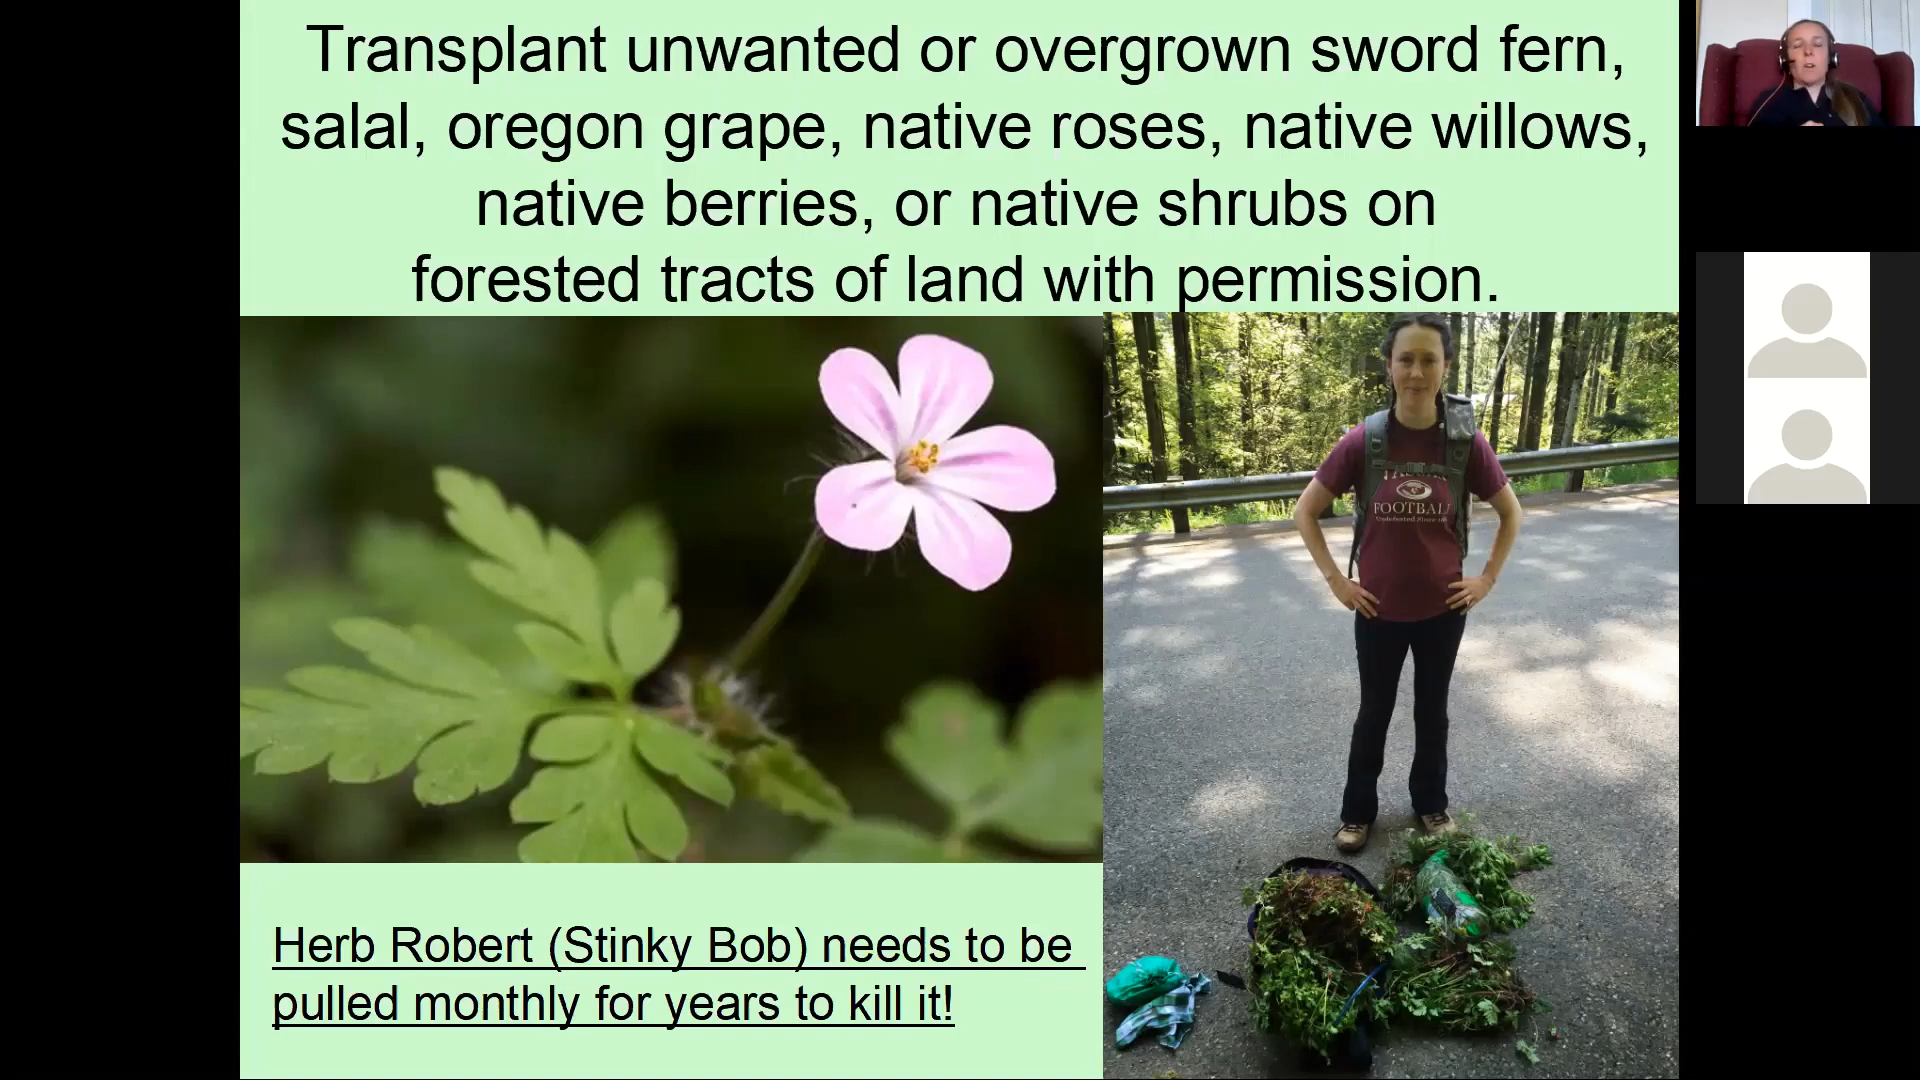 Transplant unwanted or overgrown sword fern,
salal, oregon grape, native roses, native willows,
native berries, or native shrubs on
forested tracts of land with permission.
FOOTBALL
Undefeated Since
Herb Robert (Stinky Bob) needs to be
pulled monthly for years to kill it!